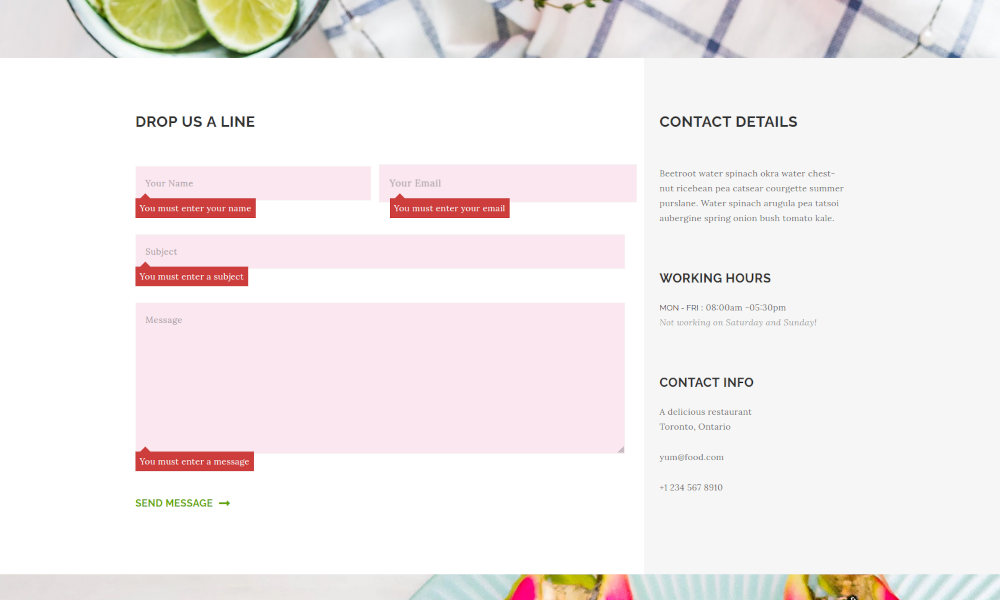 DROP US A LINE
Your Name
Your Email
You must enter your name
You must enter your email
Subject
You must enter a subject
Message
You must enter a message
SEND MESSAGE
CONTACT DETAILS
Beetroot water spinach okra water chest-
nut ricebean pea catsear courgette summer
purslane. Water spinach arugula pea tatsoi
aubergine spring onion bush tomato kale.
WORKING HOURS
MON - FRI : 08:00am -05:30pm
Not working on Saturday and Sunday!
CONTACT INFO
A delicious restaurant
Toronto, Ontario
yum@food.com
+1 234 567 8910